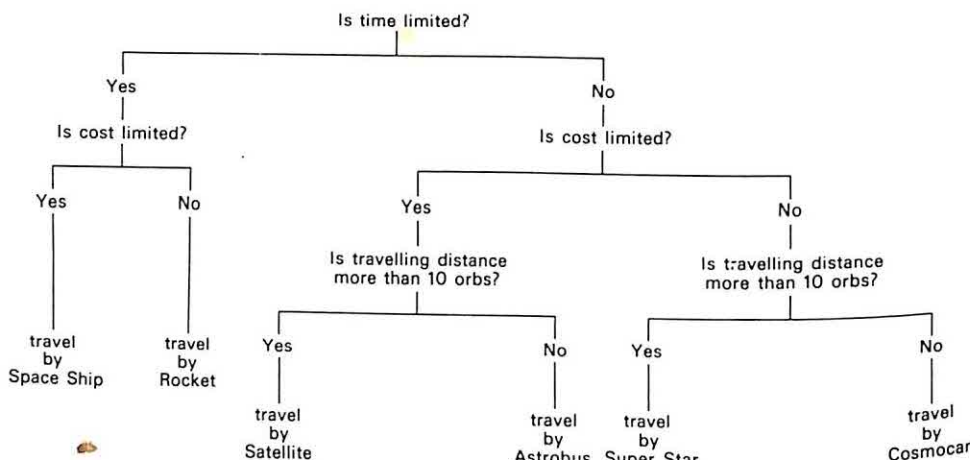 Is time limited?
Yes
No
Is cost limited?
Is cost limited?
Yes
No
Yes
No
Is travelling distance
more than 10 orbs?
Is travelling distance
more than 10 orbs?
travel
by
Space Ship
travel
by
Rocket
Yes
No
Yes
No
travel
by
Satellite
travel
by
Astrobus
travel
by
Super Star
travel
by
Cosmocar